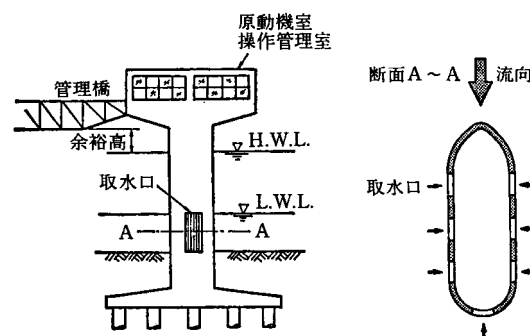 原動機室
操作管理室
管理橋
余裕高
H.W.L.
取水口
L.W.L.
A
A
断面A~A
流向
取水口